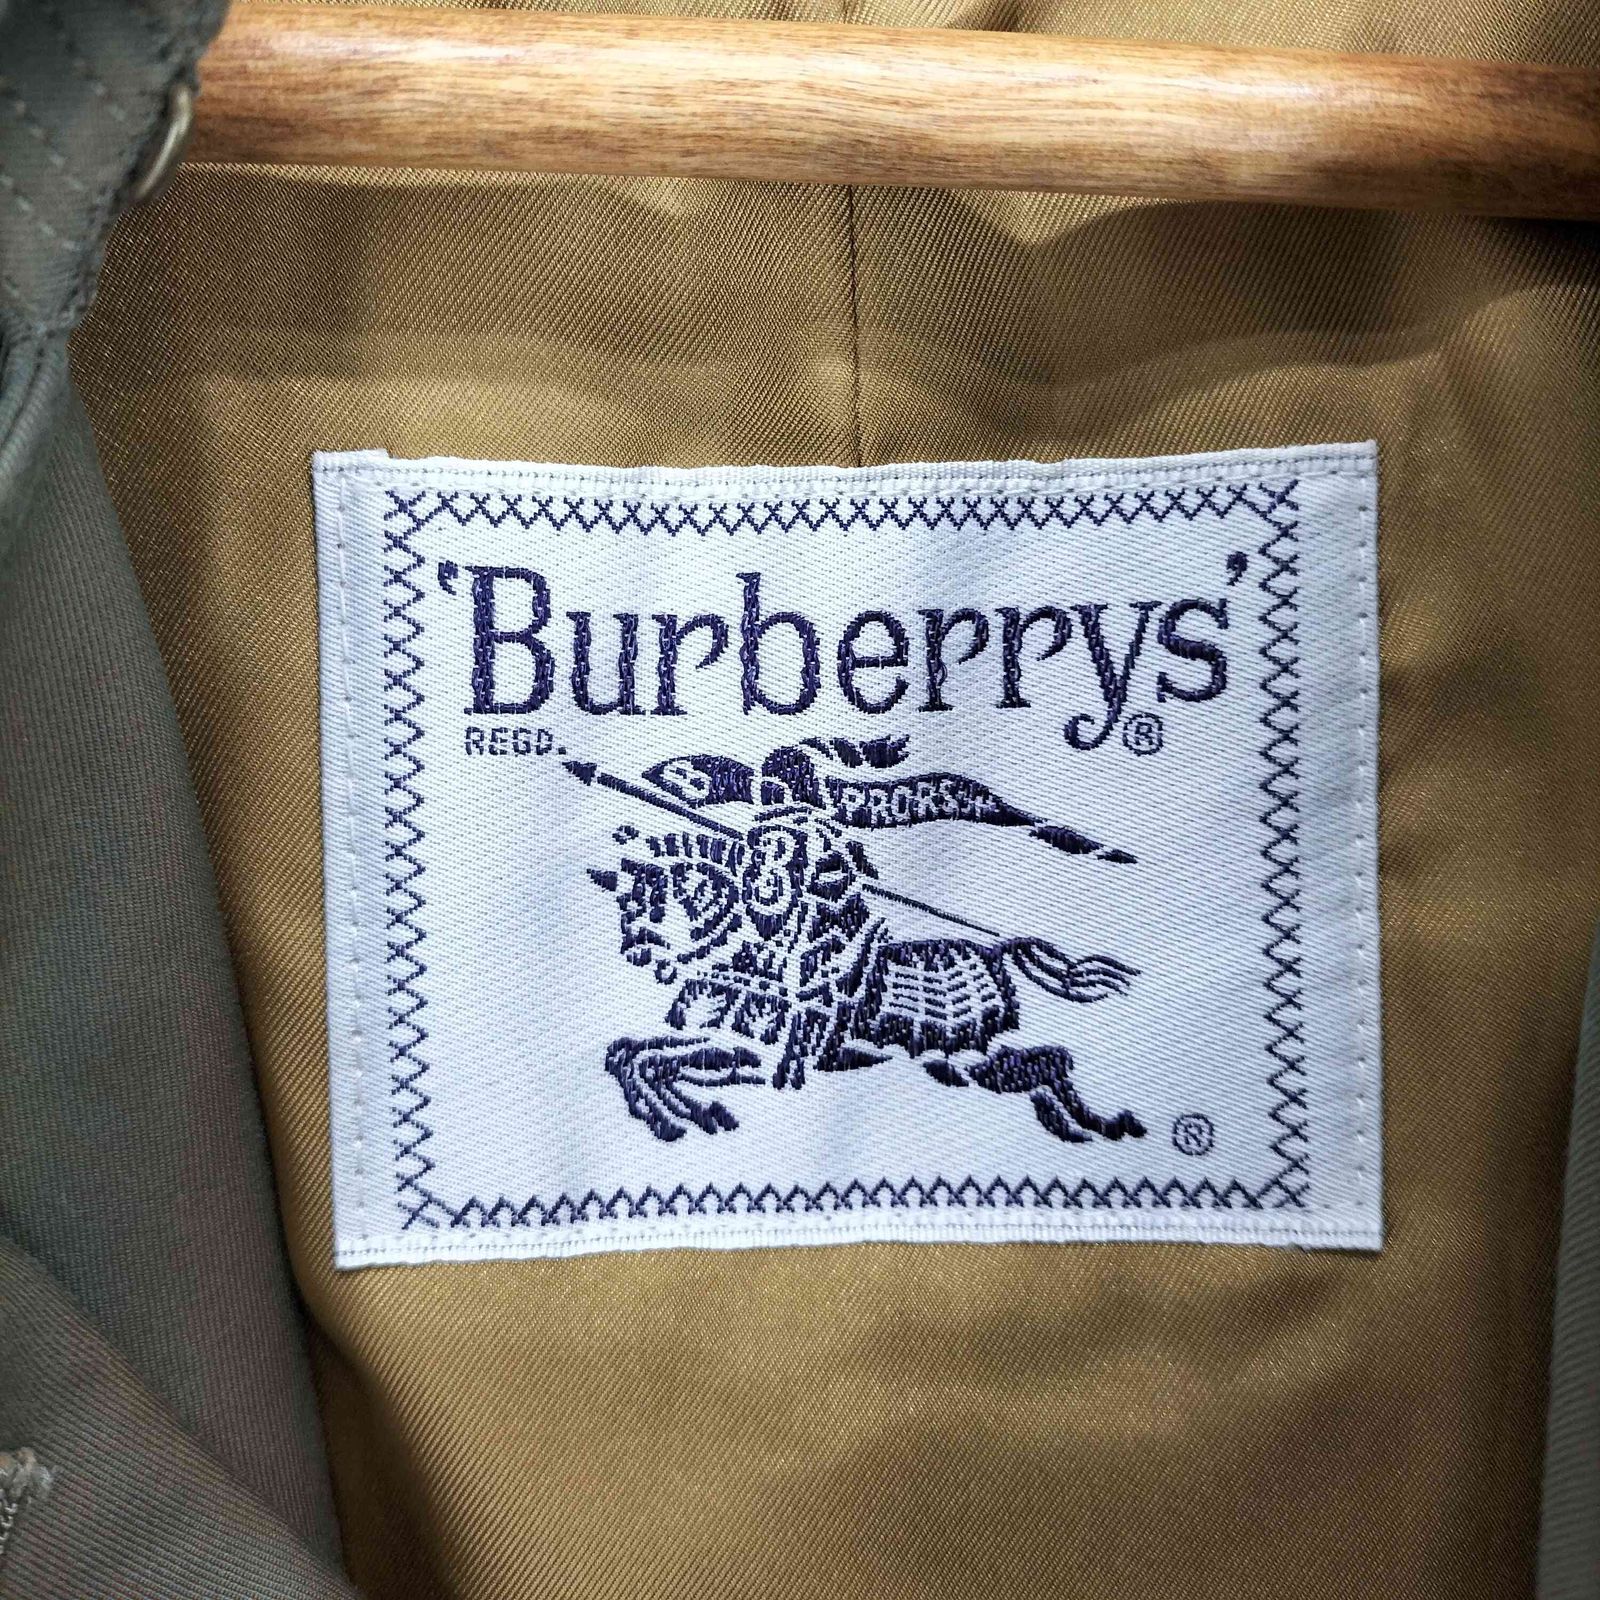 'Burberrys'®
REGD.
B PRORSUM
B
®